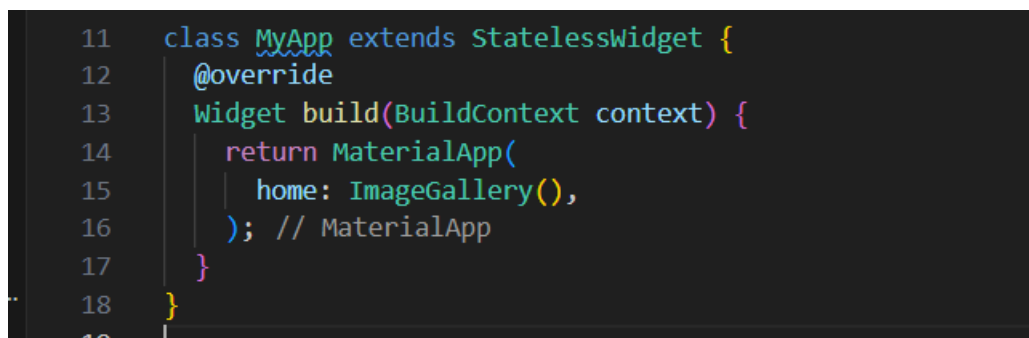 11 class MyApp extends StatelessWidget {
12 @override
13 Widget build(BuildContext context) {
14 return MaterialApp(
15 home: ImageGallery(),
16 ); // MaterialApp
17 }
18 }